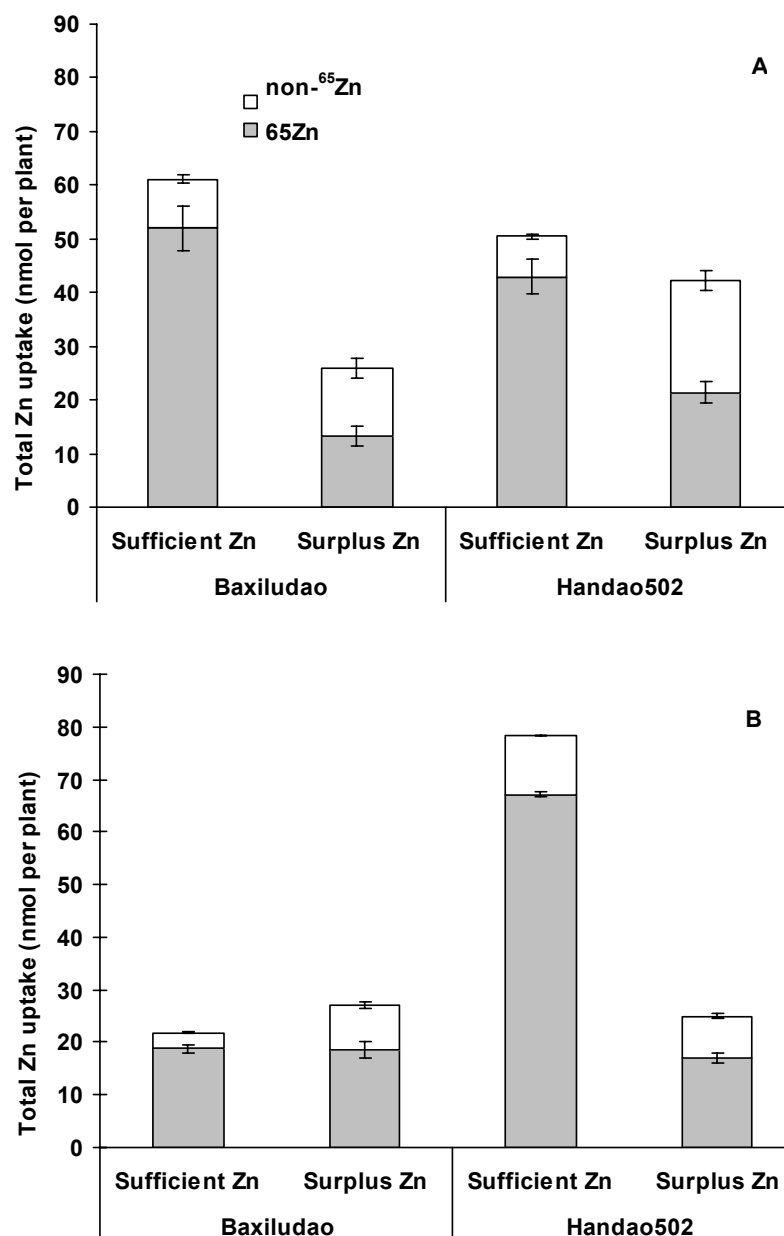 A
non-⁶⁵Zn
65Zn
Total Zn uptake (nmol per plant)
90
80
70
60
50
40
30
20
10
0
Sufficient Zn Surplus Zn Sufficient Zn Surplus Zn
Baxiludao Handao502
B
Total Zn uptake (nmol per plant)
90
80
70
60
50
40
30
20
10
0
Sufficient Zn Surplus Zn Sufficient Zn Surplus Zn
Baxiludao Handao502